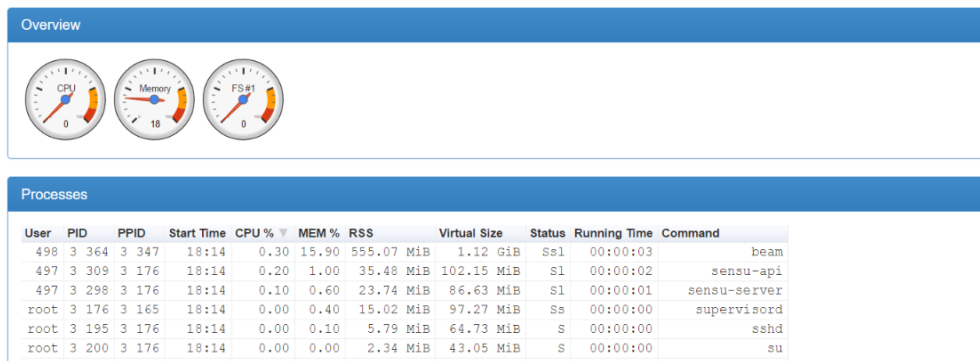 Overview
CPU Memory FS#1
0 18 0
Processes
User PID PPID Start Time CPU % ▼ MEM % RSS Virtual Size Status Running Time Command
498 3 364 3 347 18:14 0.30 15.90 555.07 MiB 1.12 GiB Ssl 00:00:03 beam
497 3 309 3 176 18:14 0.20 1.00 35.48 MiB 102.15 MiB Sl 00:00:02 sensu-api
497 3 298 3 176 18:14 0.10 0.60 23.74 MiB 86.63 MiB Sl 00:00:01 sensu-server
root 3 176 3 165 18:14 0.00 0.40 15.02 MiB 97.27 MiB Ss 00:00:00 supervisord
root 3 195 3 176 18:14 0.00 0.10 5.79 MiB 64.73 MiB S 00:00:00 sshd
root 3 200 3 176 18:14 0.00 0.00 2.34 MiB 43.05 MiB S 00:00:00 su